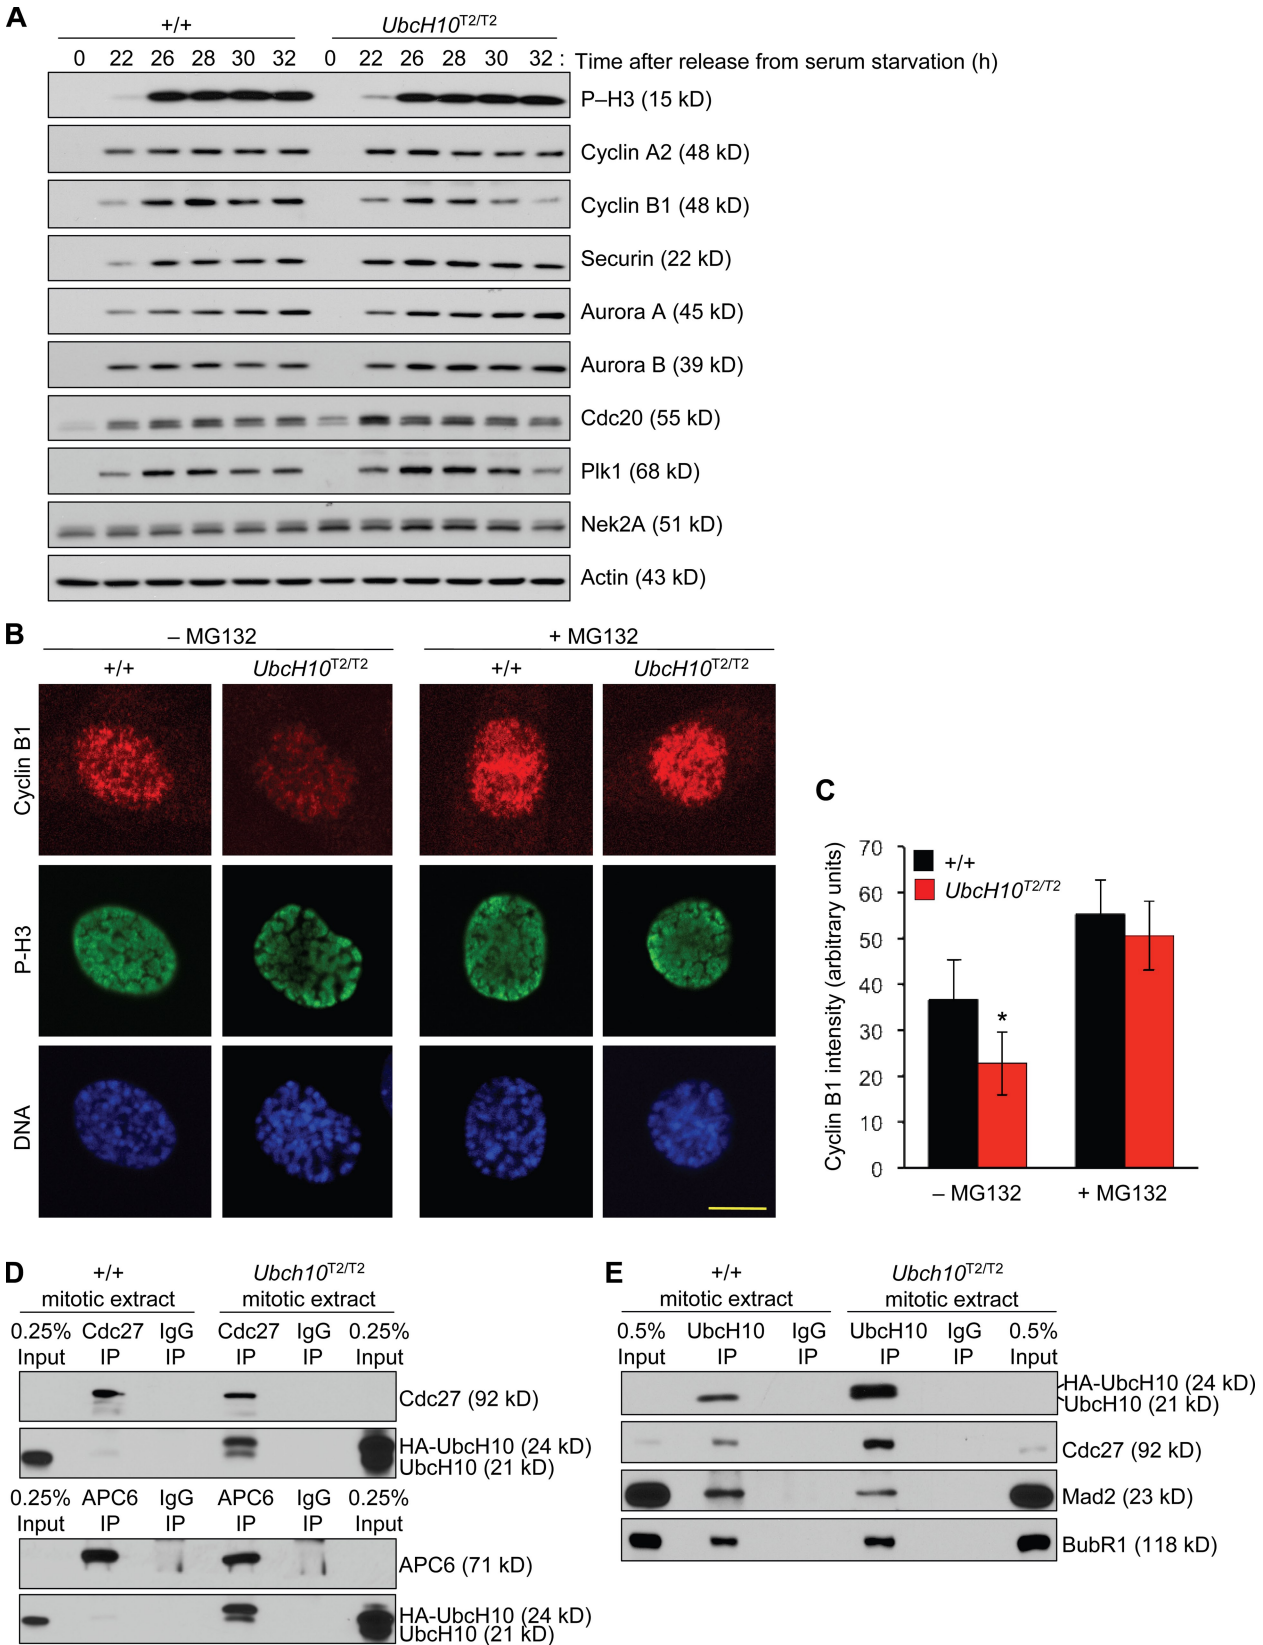 A
+/+ UbcH10T2/T2
0 22 26 28 30 32 0 22 26 28 30 32 : Time after release from serum starvation (h)
P–H3 (15 kD)
Cyclin A2 (48 kD)
Cyclin B1 (48 kD)
Securin (22 kD)
Aurora A (45 kD)
Aurora B (39 kD)
Cdc20 (55 kD)
Plk1 (68 kD)
Nek2A (51 kD)
Actin (43 kD)
B
– MG132 + MG132
+/+ UbcH10T2/T2 +/+ UbcH10T2/T2
Cyclin B1
P-H3
DNA
C
Cyclin B1 intensity (arbitrary units)
70
60
50
40
30
20
10
0
+/+
UbcH10T2/T2
*
– MG132 + MG132
D
+/+ Ubch10T2/T2
mitotic extract mitotic extract
0.25% Cdc27 IgG Cdc27 IgG 0.25%
Input IP IP IP IP Input
Cdc27 (92 kD)
HA-UbcH10 (24 kD)
UbcH10 (21 kD)
0.25% APC6 IgG APC6 IgG 0.25%
Input IP IP IP IP Input
APC6 (71 kD)
HA-UbcH10 (24 kD)
UbcH10 (21 kD)
E
+/+ Ubch10T2/T2
mitotic extract mitotic extract
0.5% UbcH10 IgG UbcH10 IgG 0.5%
Input IP IP IP IP Input
HA-UbcH10 (24 kD)
UbcH10 (21 kD)
Cdc27 (92 kD)
Mad2 (23 kD)
BubR1 (118 kD)